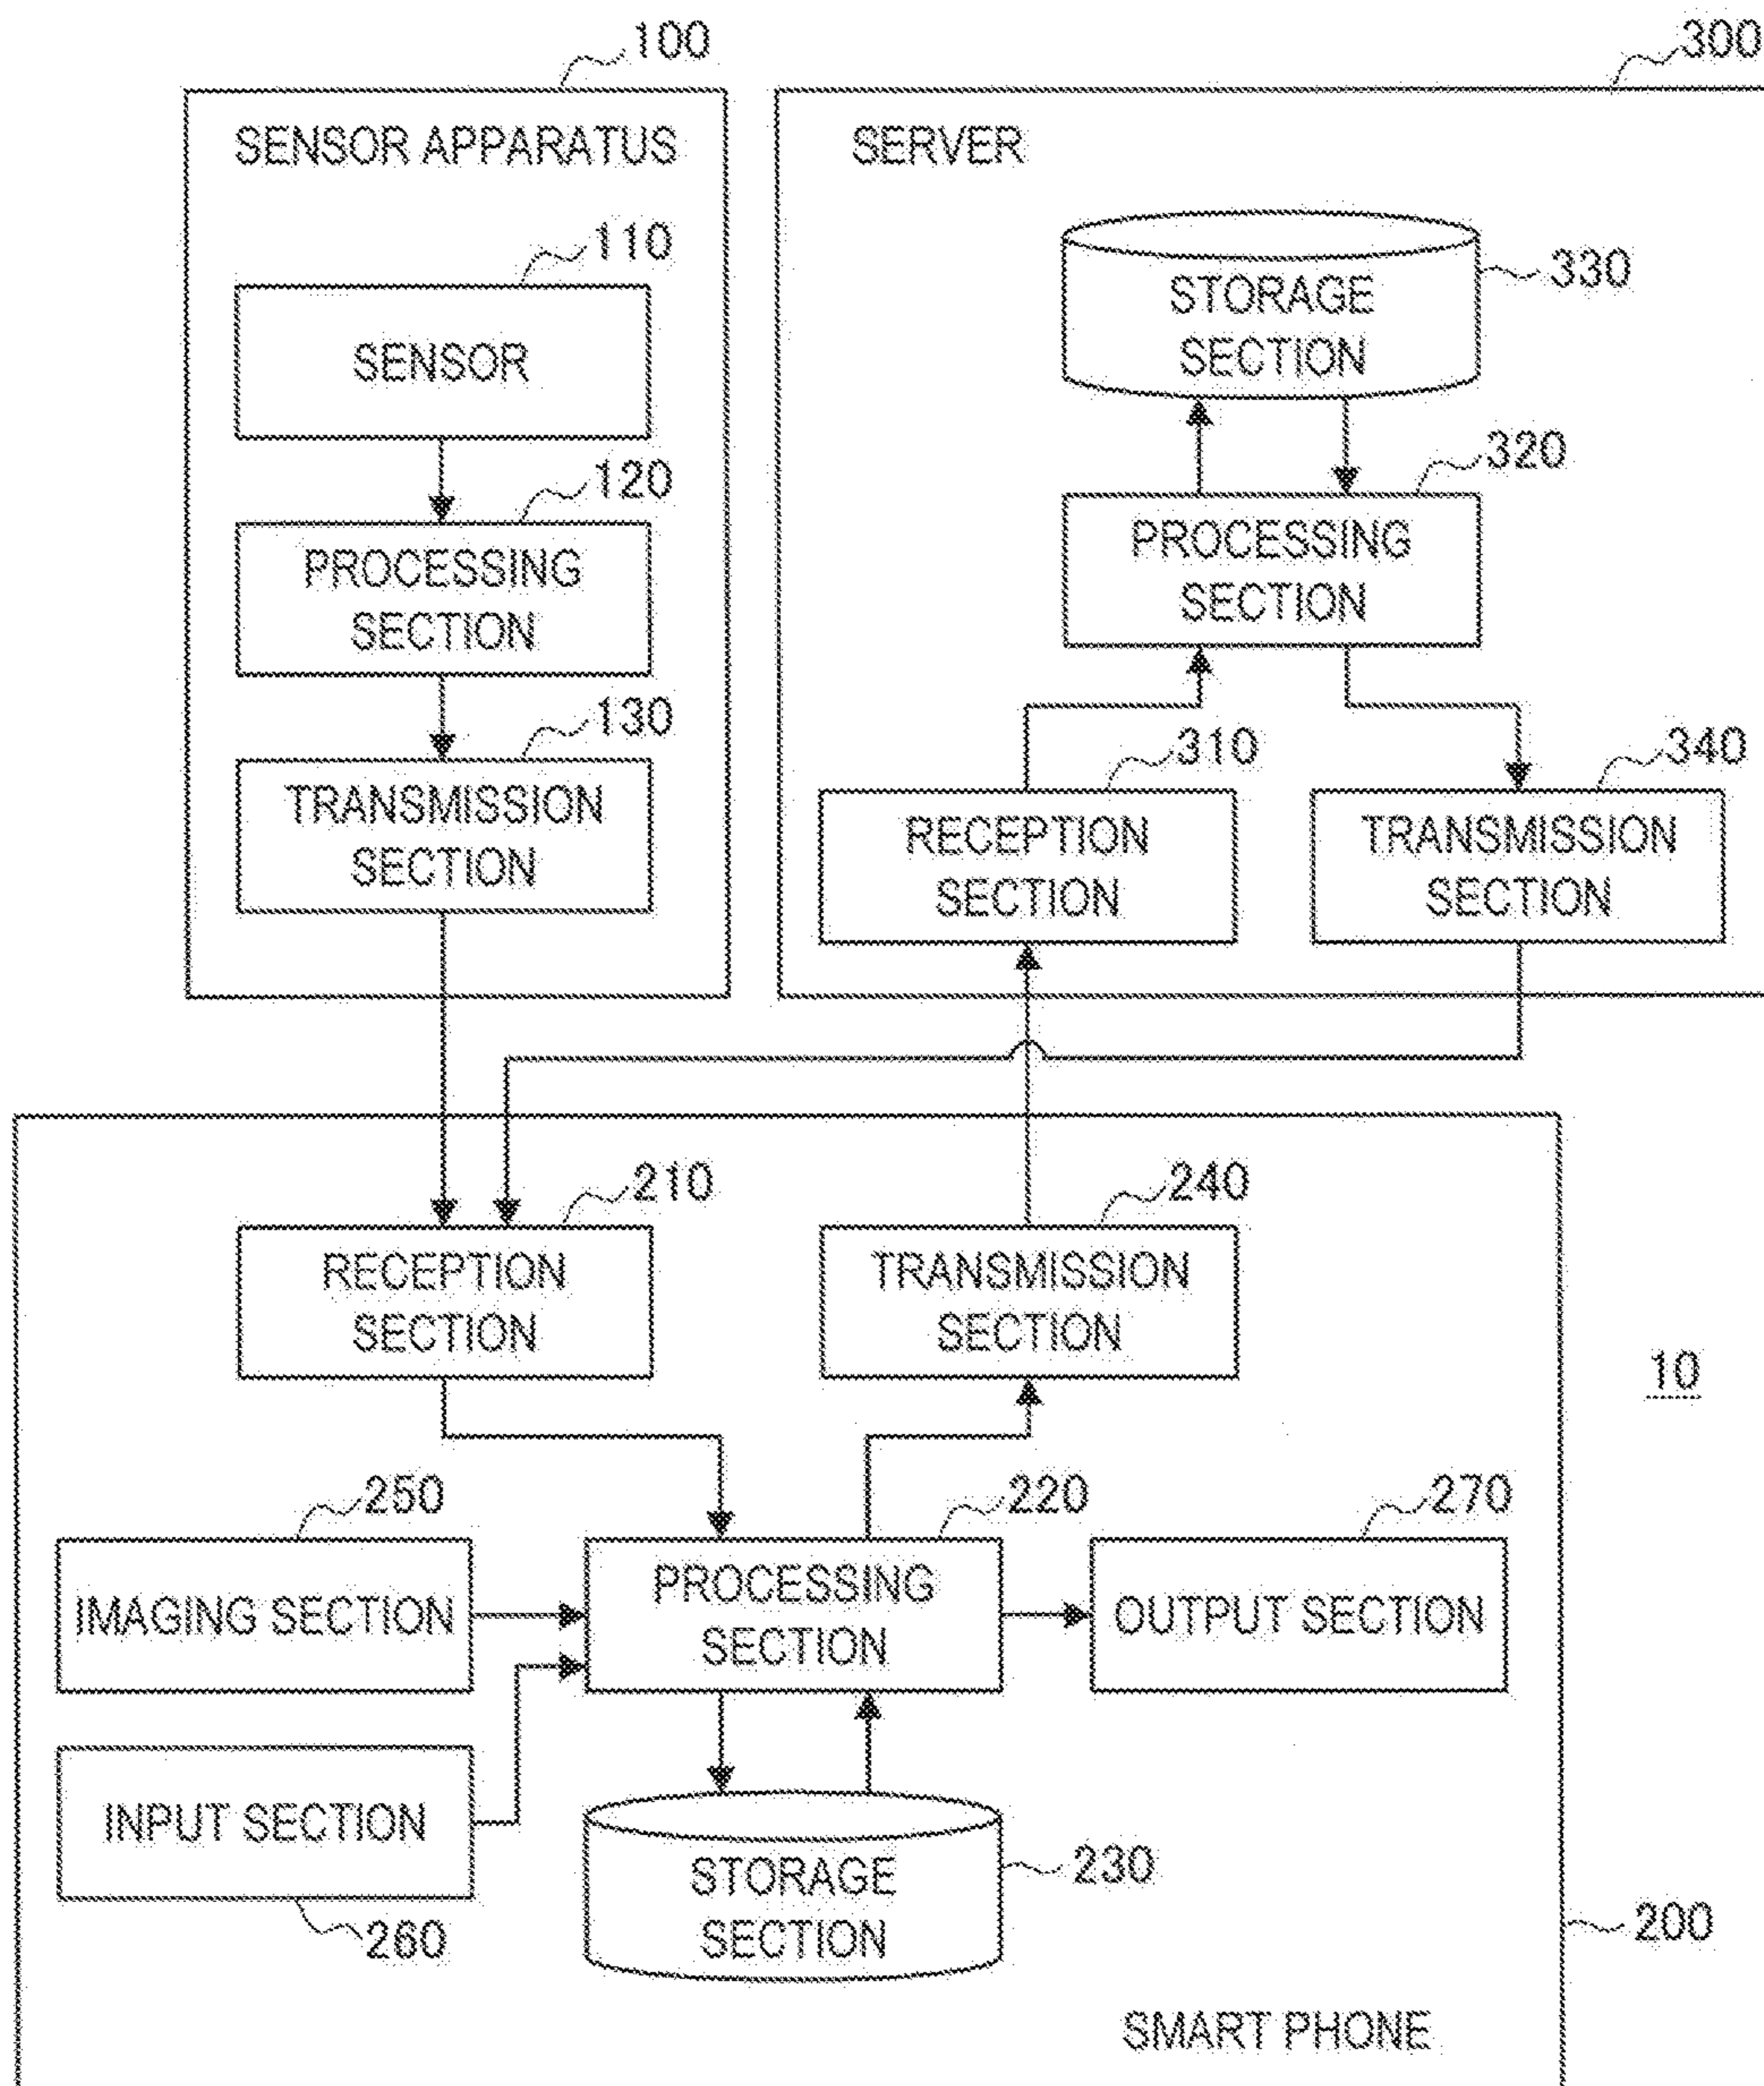 100
SENSOR APPARATUS
110
SENSOR
120
PROCESSING
SECTION
130
TRANSMISSION
SECTION
300
SERVER
330
STORAGE
SECTION
320
PROCESSING
SECTION
310
RECEPTION
SECTION
340
TRANSMISSION
SECTION
210
RECEPTION
SECTION
240
TRANSMISSION
SECTION
10
250
IMAGING SECTION
220
PROCESSING
SECTION
270
OUTPUT SECTION
INPUT SECTION
260
STORAGE
SECTION
230
200
SMART PHONE